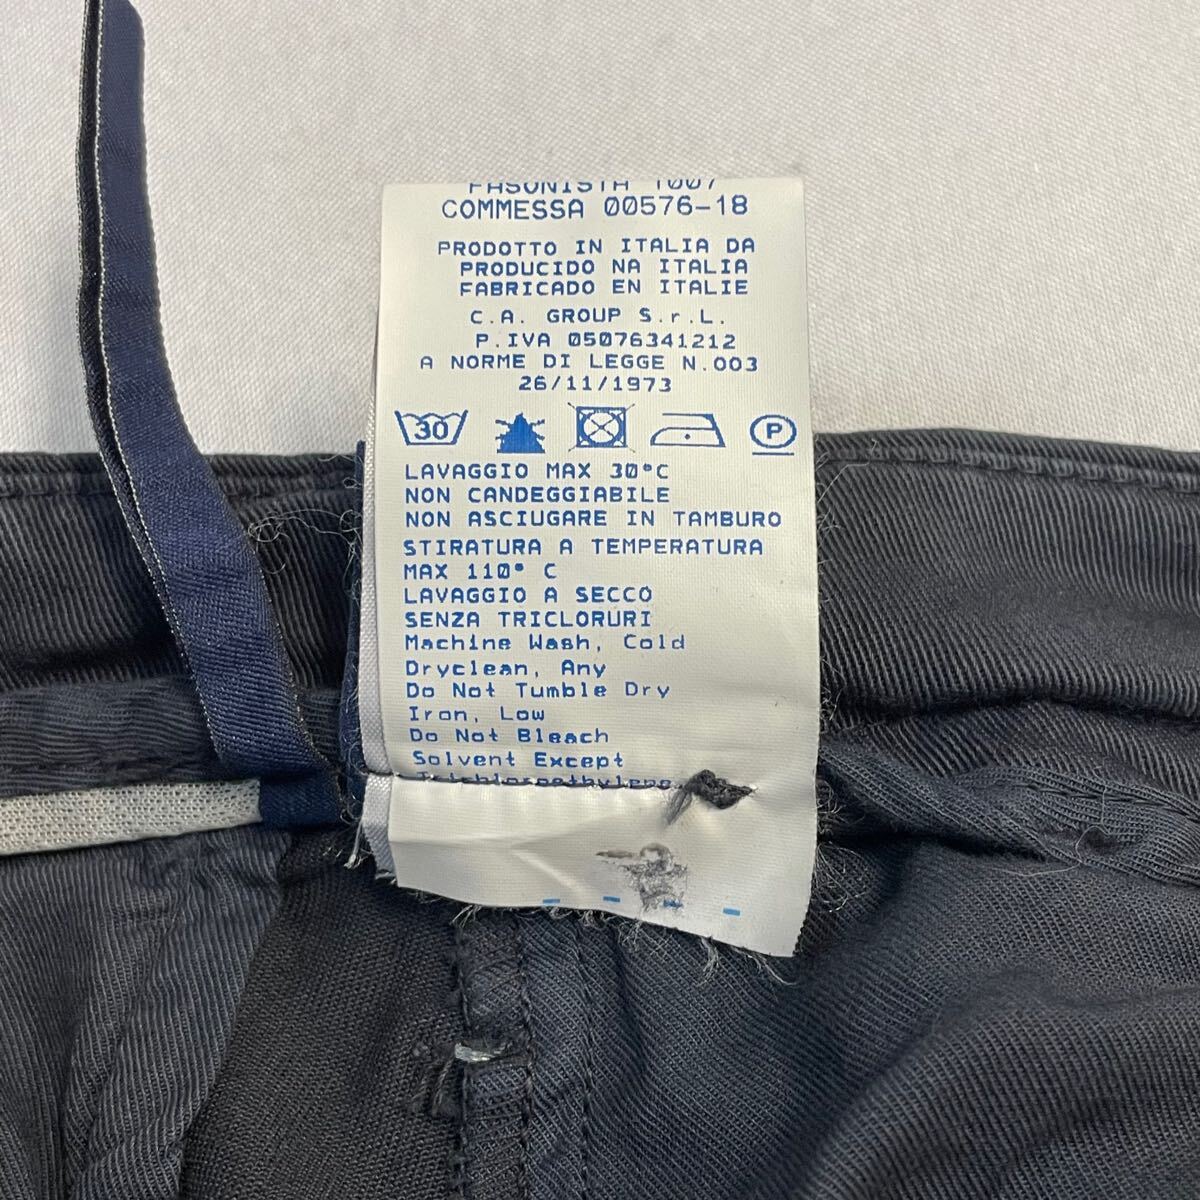 FASONISTA 1007
COMMESSA 00576-18
PRODOTTO IN ITALIA DA
PRODUCIDO NA ITALIA
FABRICADO EN ITALIE
C.A. GROUP S.r.L.
P.IVA 05076341212
A NORME DI LEGGE N.003
26/11/1973
30
P
LAVAGGIO MAX 30°C
NON CANDEGGIABILE
NON ASCIUGARE IN TAMBURO
STIRATURA A TEMPERATURA
MAX 110° C
LAVAGGIO A SECCO
SENZA TRICLORURI
Machine Wash, Cold
Dryclean, Any
Do Not Tumble Dry
Iron, Low
Do Not Bleach
Solvent Except
Trichloroethylene